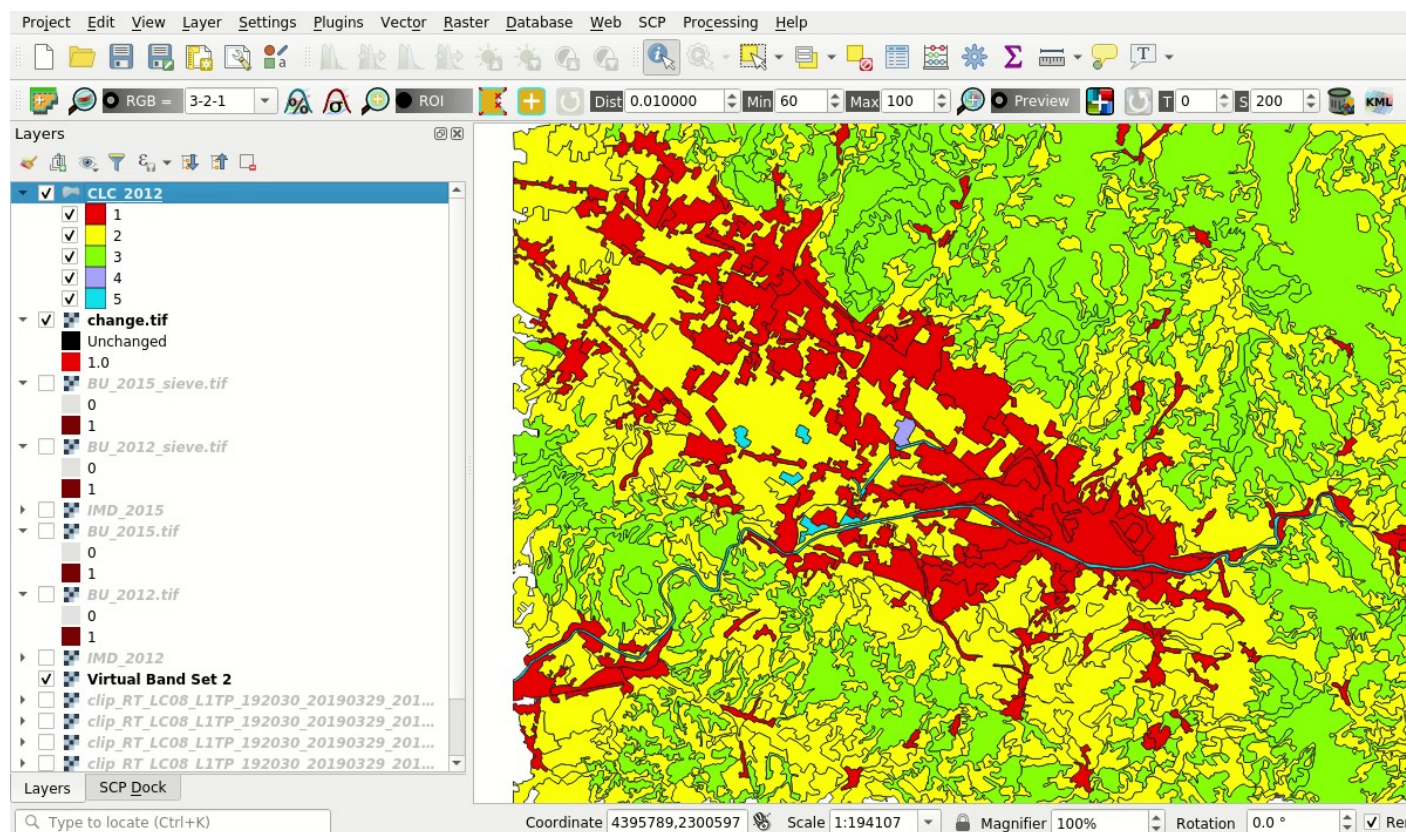 Project Edit View Layer Settings Plugins Vector Raster Database Web SCP Processing Help
a Σ T
RGB = 3-2-1 ROI Dist 0.010000 Min 60 Max 100 Preview T 0 S 200 KML
Layers
CLC_2012
1
2
3
4
5
change.tif
Unchanged
1.0
BU_2015_sieve.tif
0
1
BU_2012_sieve.tif
0
1
IMD_2015
BU_2015.tif
0
1
BU_2012.tif
0
1
IMD_2012
Virtual Band Set 2
clip_RT_LC08_L1TP_192030_20190329_201...
clip_RT_LC08_L1TP_192030_20190329_201...
clip_RT_LC08_L1TP_192030_20190329_201...
clip_RT_LC08_L1TP_192030_20190329_201...
Layers SCP Dock
Type to locate (Ctrl+K) Coordinate 4395789,2300597 Scale 1:194107 Magnifier 100% Rotation 0.0 ° Rei